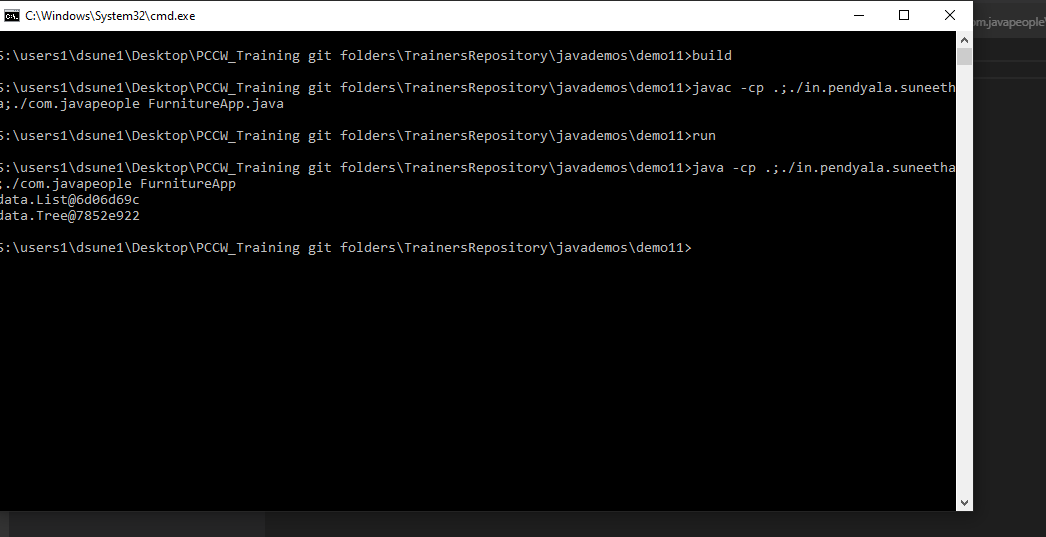 C:\Windows\System32\cmd.exe
om.javapeople\
S:\users1\dsune1\Desktop\PCCW_Training git folders\TrainersRepository\javademos\demo11>build
S:\users1\dsune1\Desktop\PCCW_Training git folders\TrainersRepository\javademos\demo11>javac -cp .;./in.pendyala.suneeth
a;./com.javapeople FurnitureApp.java
S:\users1\dsune1\Desktop\PCCW_Training git folders\TrainersRepository\javademos\demo11>run
S:\users1\dsune1\Desktop\PCCW_Training git folders\TrainersRepository\javademos\demo11>java -cp .;./in.pendyala.suneetha
;./com.javapeople FurnitureApp
data.List@6d06d69c
data.Tree@7852e922
S:\users1\dsune1\Desktop\PCCW_Training git folders\TrainersRepository\javademos\demo11>